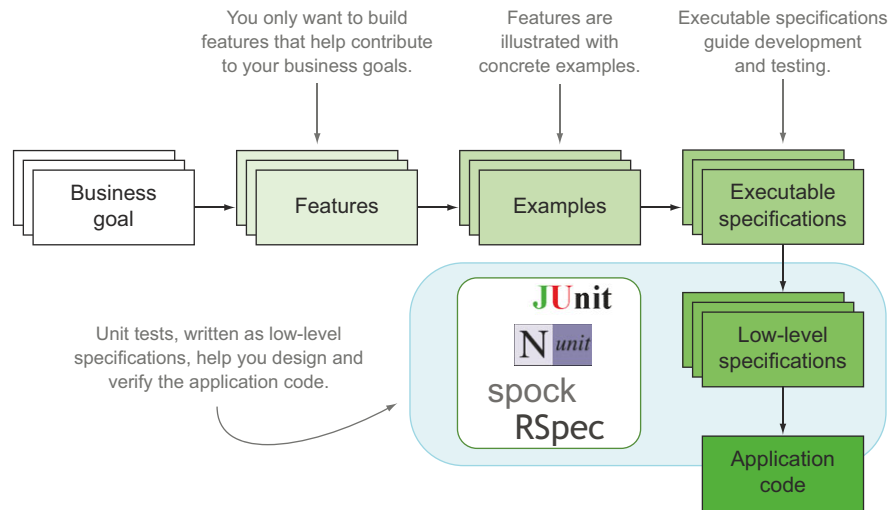 You only want to build
features that help contribute
to your business goals.
Features are
illustrated with
concrete examples.
Executable specifications
guide development
and testing.
Business
goal
Features
Examples
Executable
specifications
JUnit
N unit
spock
RSpec
Low-level
specifications
Unit tests, written as low-level
specifications, help you design and
verify the application code.
Application
code